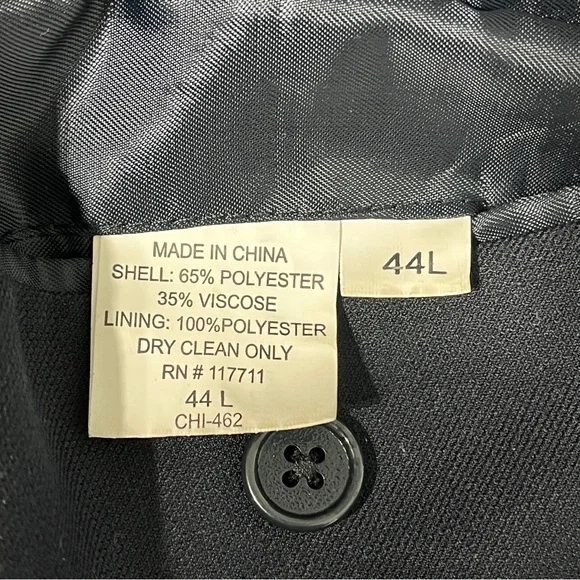 MADE IN CHINA
SHELL: 65% POLYESTER
35% VISCOSE
LINING: 100%POLYESTER
DRY CLEAN ONLY
RN # 117711
44 L
CHI-462
44L